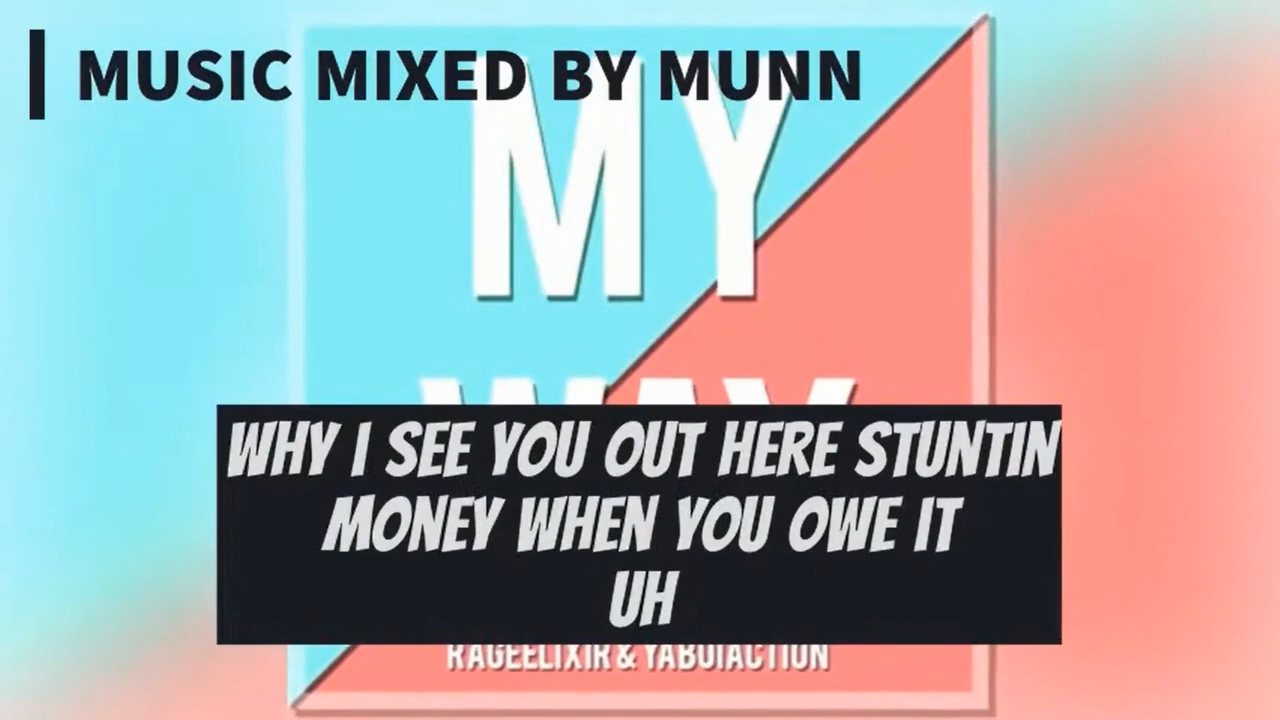 MUSIC MIXED BY MUNN
MY
WAY
WHY I SEE YOU OUT HERE STUNTIN
MONEY WHEN YOU OWE IT
UH
RAGEELIXIR & YABOIACTION